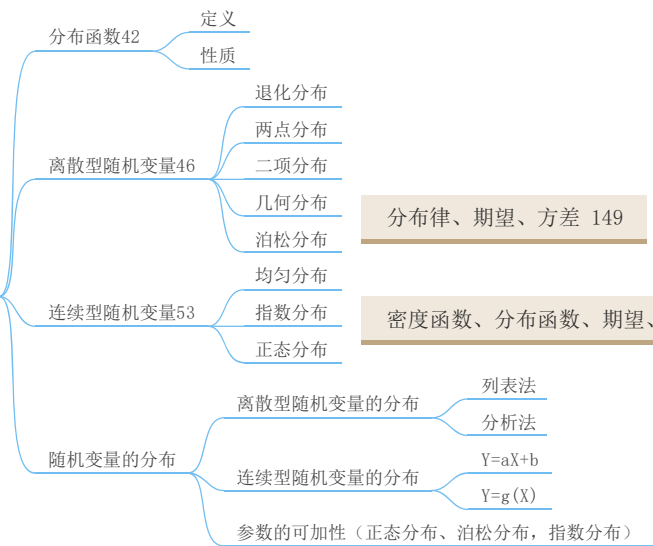 分布函数42
定义
性质
离散型随机变量46
退化分布
两点分布
二项分布
几何分布
泊松分布
分布律、期望、方差 149
连续型随机变量53
均匀分布
指数分布
正态分布
密度函数、分布函数、期望、
随机变量的分布
离散型随机变量的分布
列表法
分析法
连续型随机变量的分布
Y=aX+b
Y=g(X)
参数的可加性（正态分布、泊松分布，指数分布）